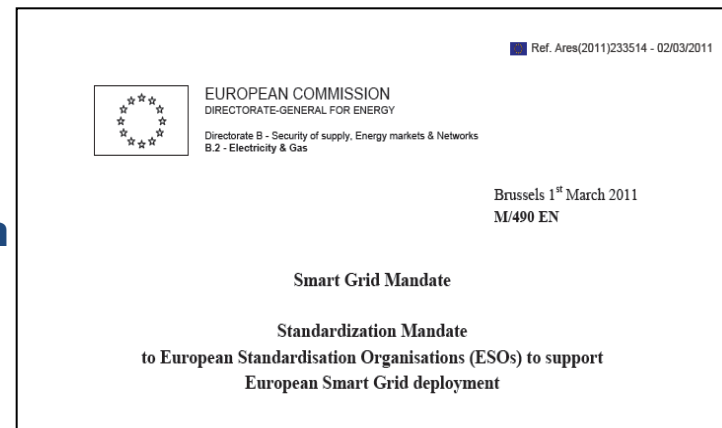 Ref. Ares(2011)233514 - 02/03/2011
EUROPEAN COMMISSION
DIRECTORATE-GENERAL FOR ENERGY
Directorate B - Security of supply, Energy markets & Networks
B.2 - Electricity & Gas
Brussels 1st March 2011
M/490 EN
Smart Grid Mandate
Standardization Mandate
to European Standardisation Organisations (ESOs) to support
European Smart Grid deployment